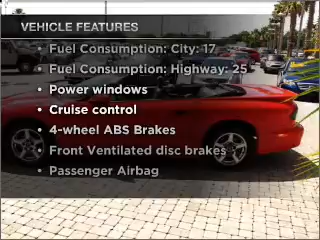 VEHICLE FEATURES
• Fuel Consumption: City: 17
• Fuel Consumption: Highway: 25
• Power windows
• Cruise control
• 4-wheel ABS Brakes
• Front Ventilated disc brakes
• Passenger Airbag